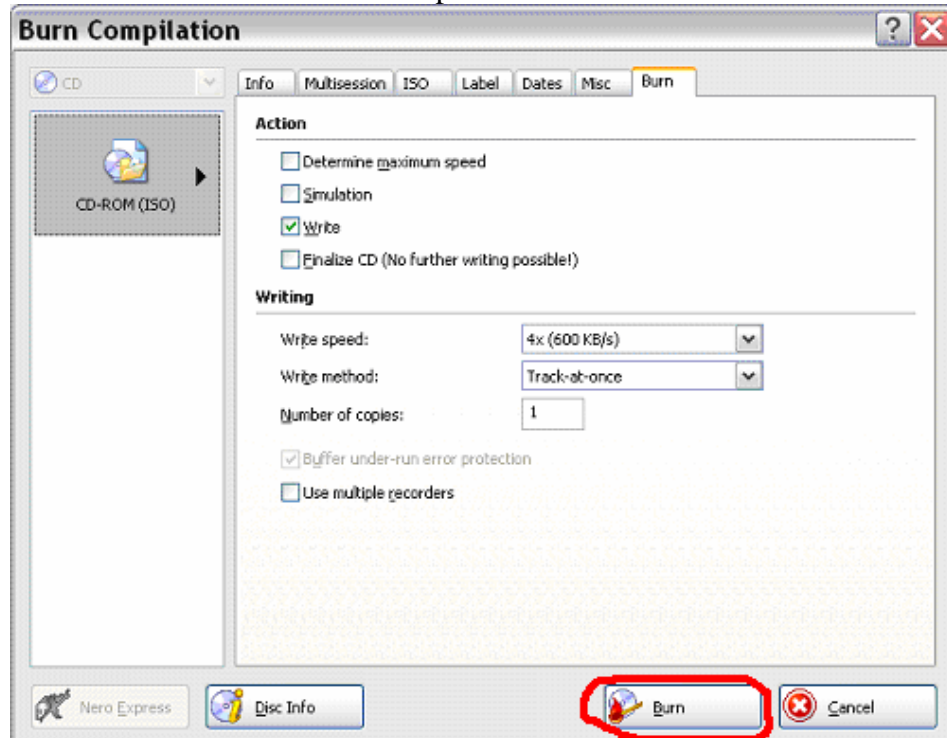 Burn Compilation
CD
Info Multisession ISO Label Dates Misc Burn
Action
Determine maximum speed
Simulation
CD-ROM (ISO)
Write
Finalize CD (No further writing possible!)
Writing
Write speed: 4x (600 KB/s)
Write method: Track-at-once
Number of copies: 1
Buffer under-run error protection
Use multiple recorders
Nero Express Disc Info Burn Cancel